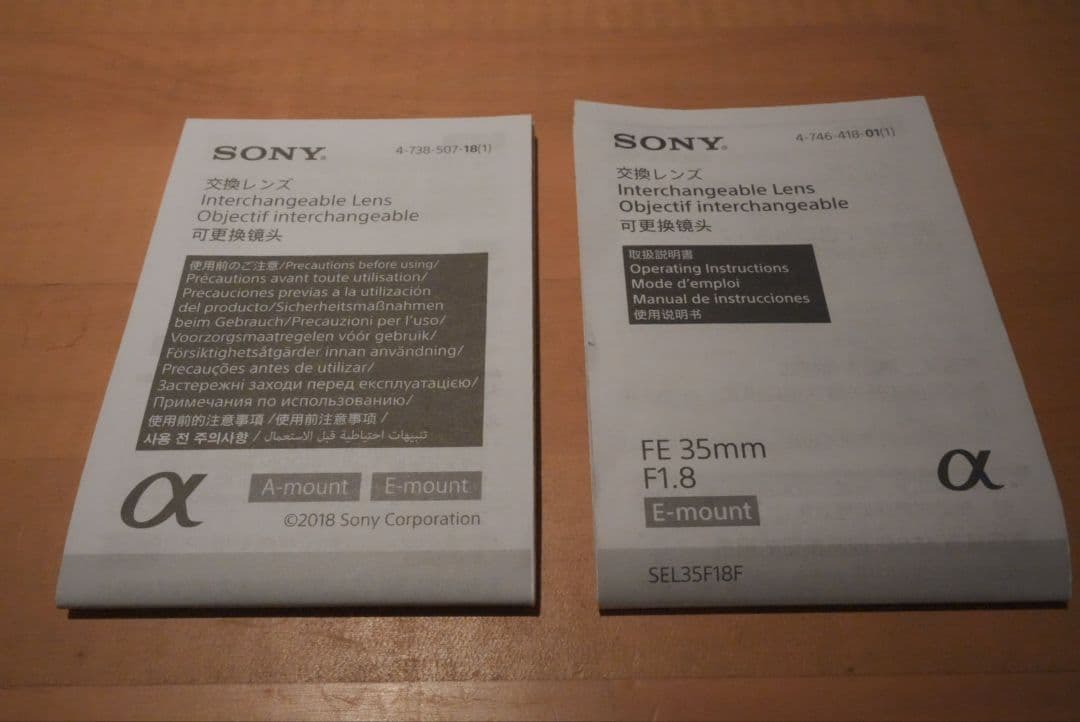 SONY®
4-738-507-18(1)
交換レンズ
Interchangeable Lens
Objectif interchangeable
可更换镜头
使用前のご注意/Precautions before using/
Précautions avant toute utilisation/
Precauciones previas a la utilización
del producto/Sicherheitsmaßnahmen
beim Gebrauch/Precauzioni per l'uso/
Voorzorgsmaatregelen vóór gebruik/
Försiktighetsåtgärder innan användning/
Precauções antes de utilizar/
Застережні заходи перед експлуатацією/
Примечания по использованию/
使用前的注意事項 /使用前注意事项 /
사용 전 주의사항 / تنبيهات احتياطية قبل الاستعمال
α
A-mount
E-mount
©2018 Sony Corporation
SONY®
4-746-418-01(1)
交換レンズ
Interchangeable Lens
Objectif interchangeable
可更换镜头
取扱説明書
Operating Instructions
Mode d'emploi
Manual de instrucciones
使用说明书
FE 35mm
F1.8
E-mount
α
SEL35F18F